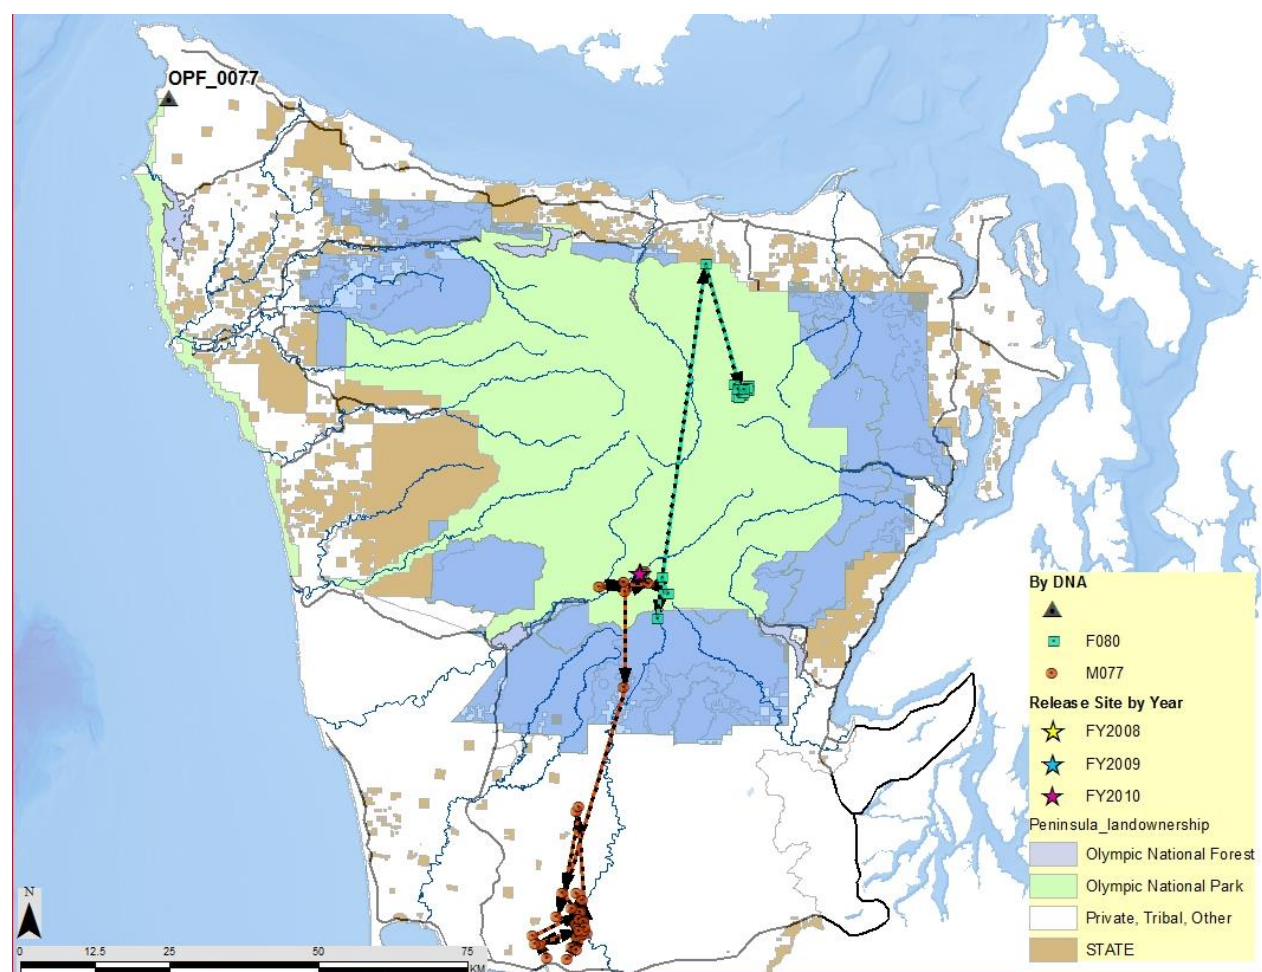 OPF_0077
By DNA
F080
M077
Release Site by Year
FY2008
FY2009
FY2010
Peninsula_landownership
Olympic National Forest
Olympic National Park
Private, Tribal, Other
STATE
N
0 12.5 25 50 75
KM